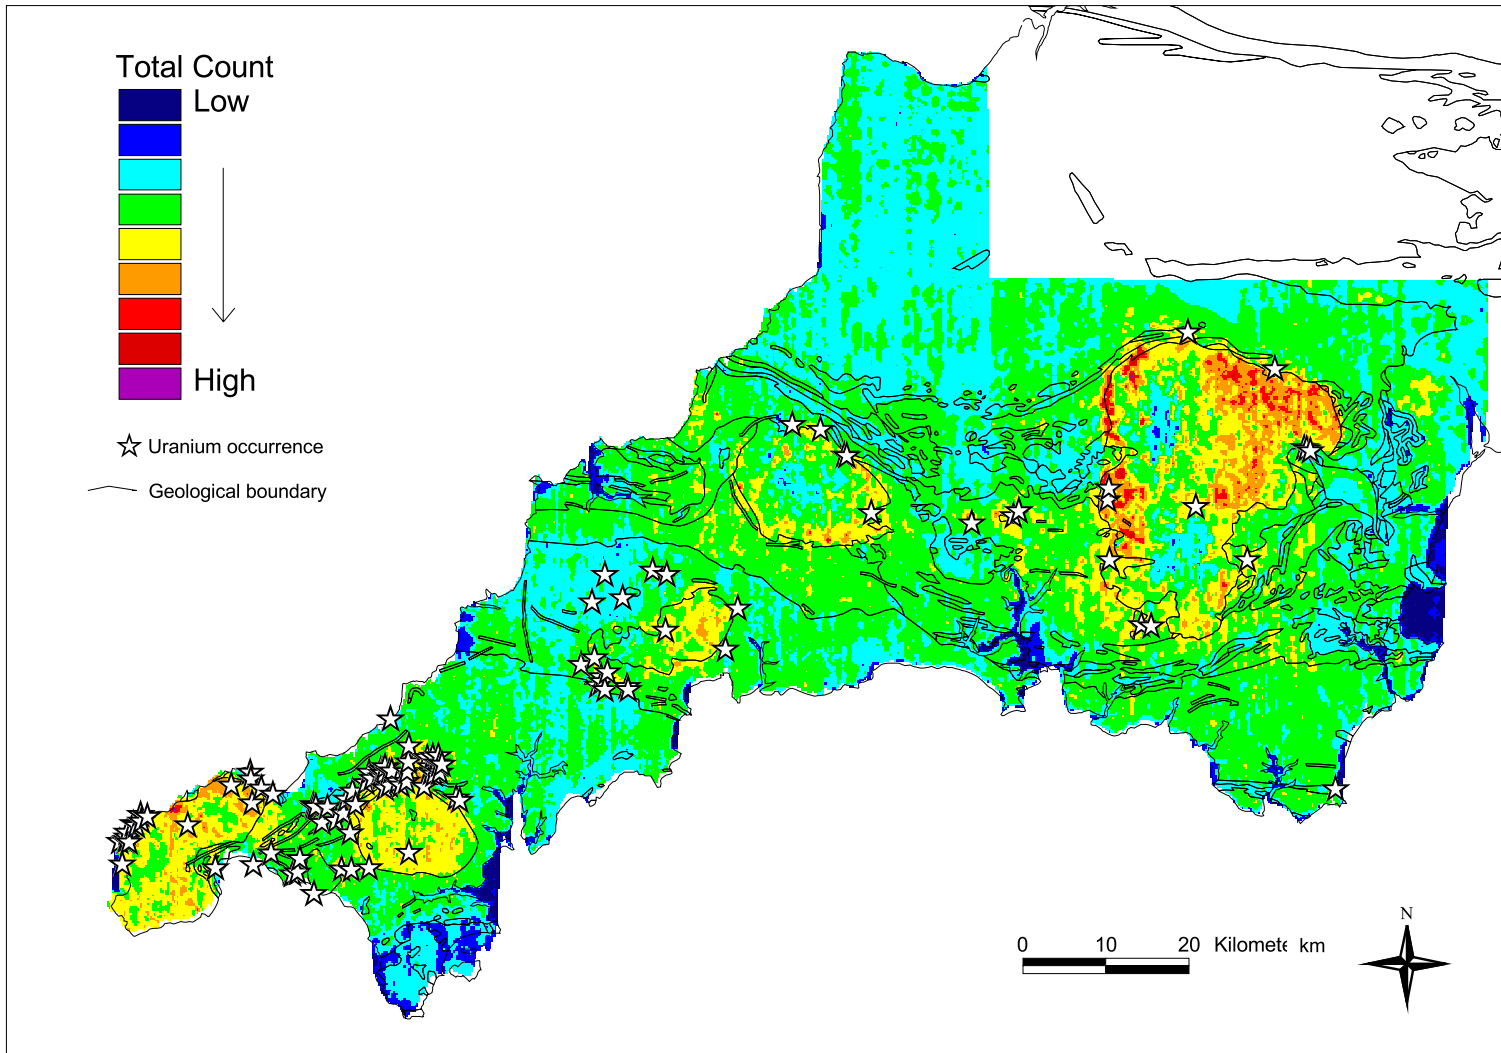 Total Count
Low
High
Uranium occurrence
Geological boundary
N
0 10 20 Kilomete km